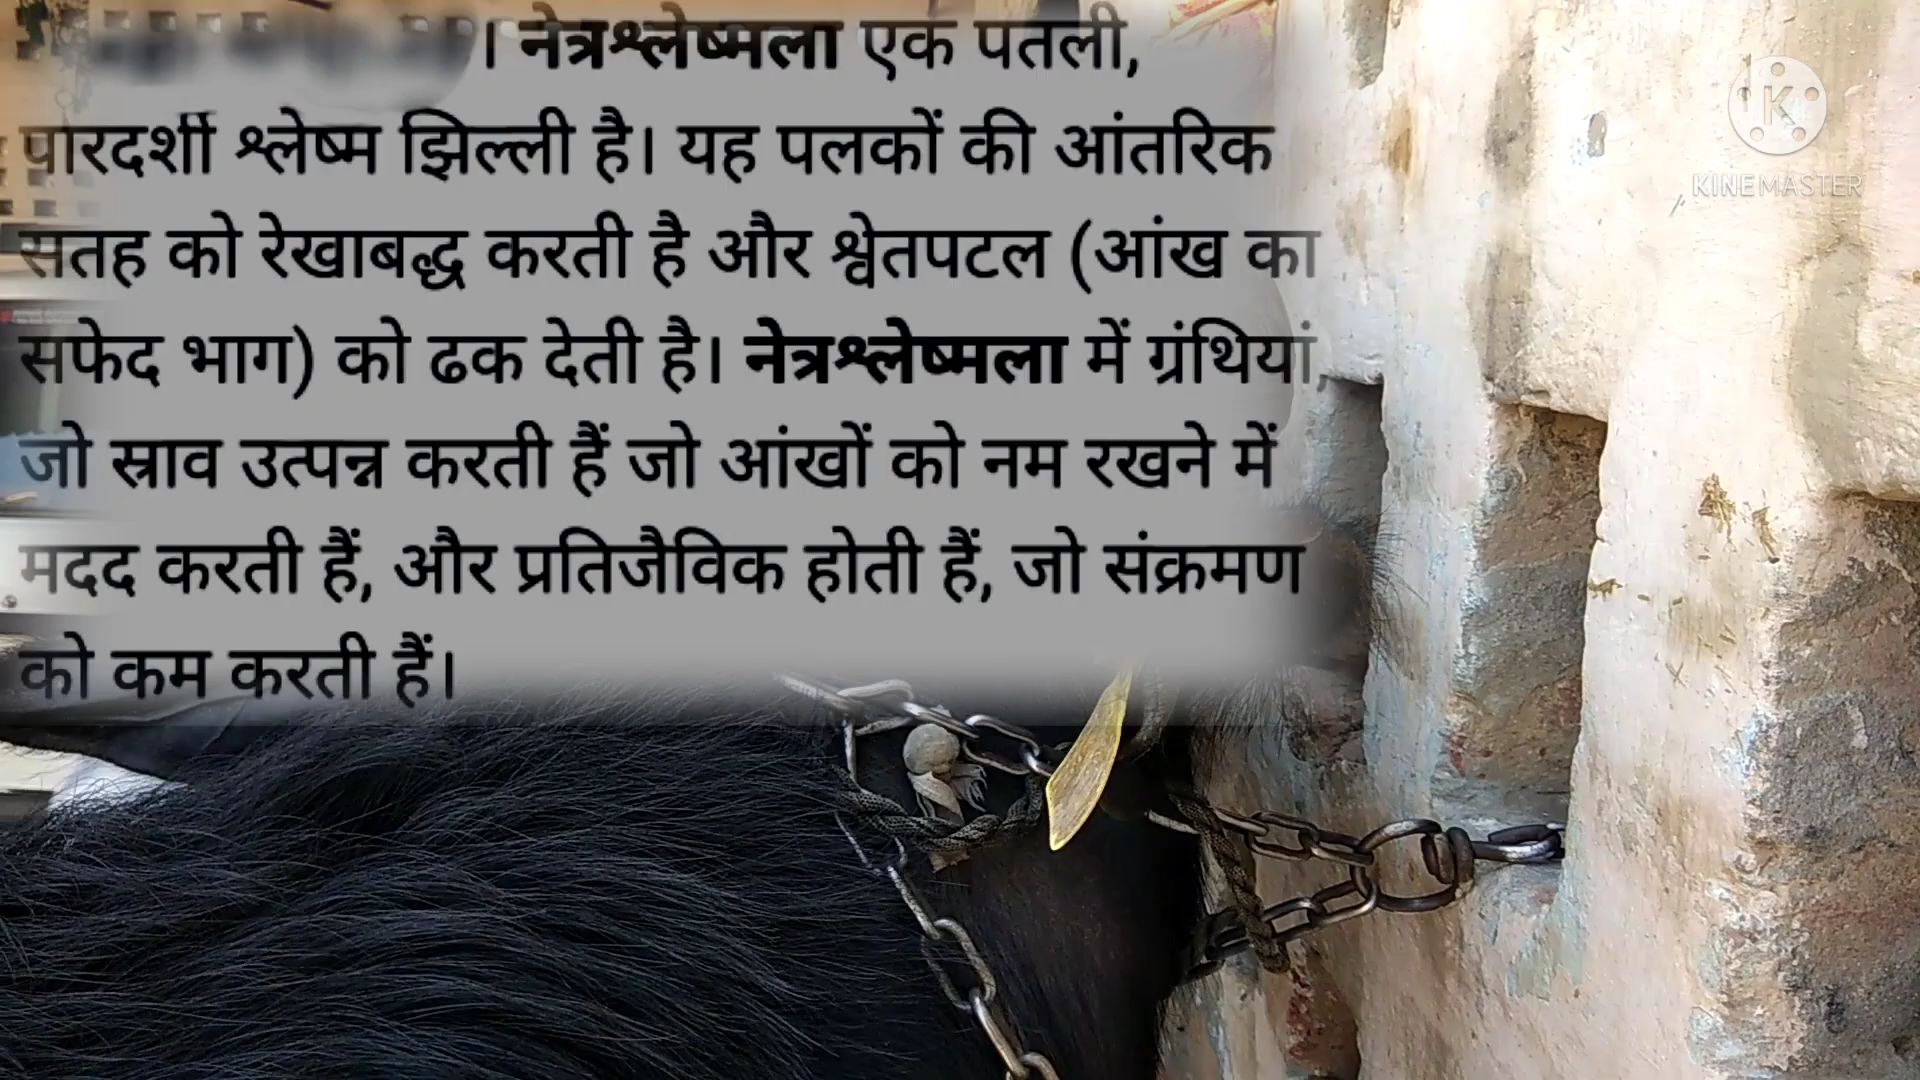 । नेत्रश्लेष्मला एक पतली,
पारदर्शी श्लेष्म झिल्ली है। यह पलकों की आंतरिक
सतह को रेखाबद्ध करती है और श्वेतपटल (आंख का
सफेद भाग) को ढक देती है। नेत्रश्लेष्मला में ग्रंथियां,
जो स्राव उत्पन्न करती हैं जो आंखों को नम रखने में
मदद करती हैं, और प्रतिजैविक होती हैं, जो संक्रमण
को कम करती हैं।
K
KINEMASTER